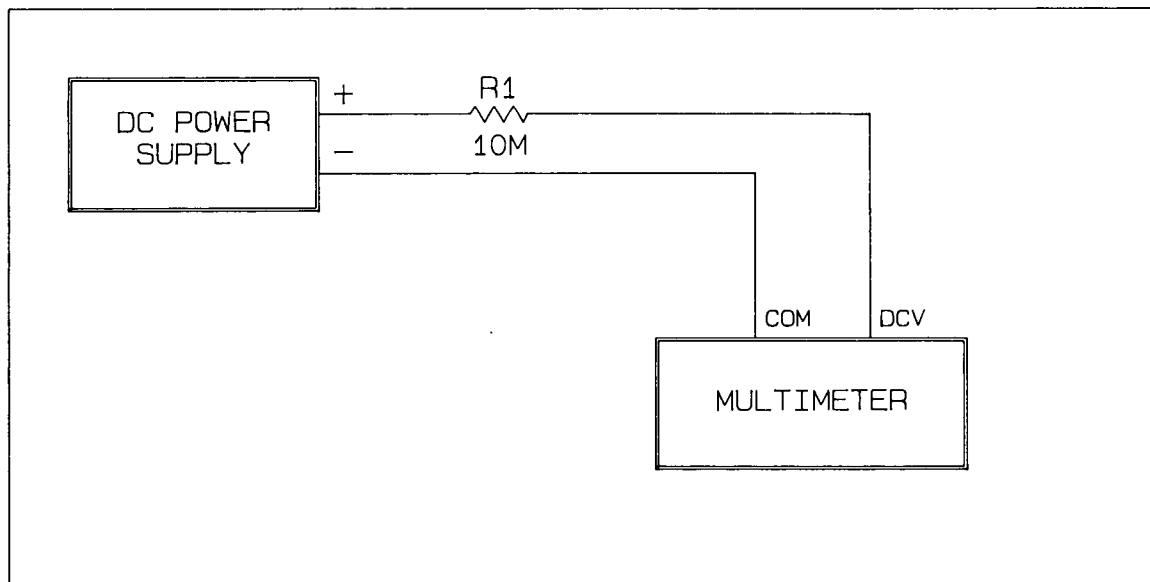 DC POWER
SUPPLY
+
−
R1
10M
COM
DCV
MULTIMETER